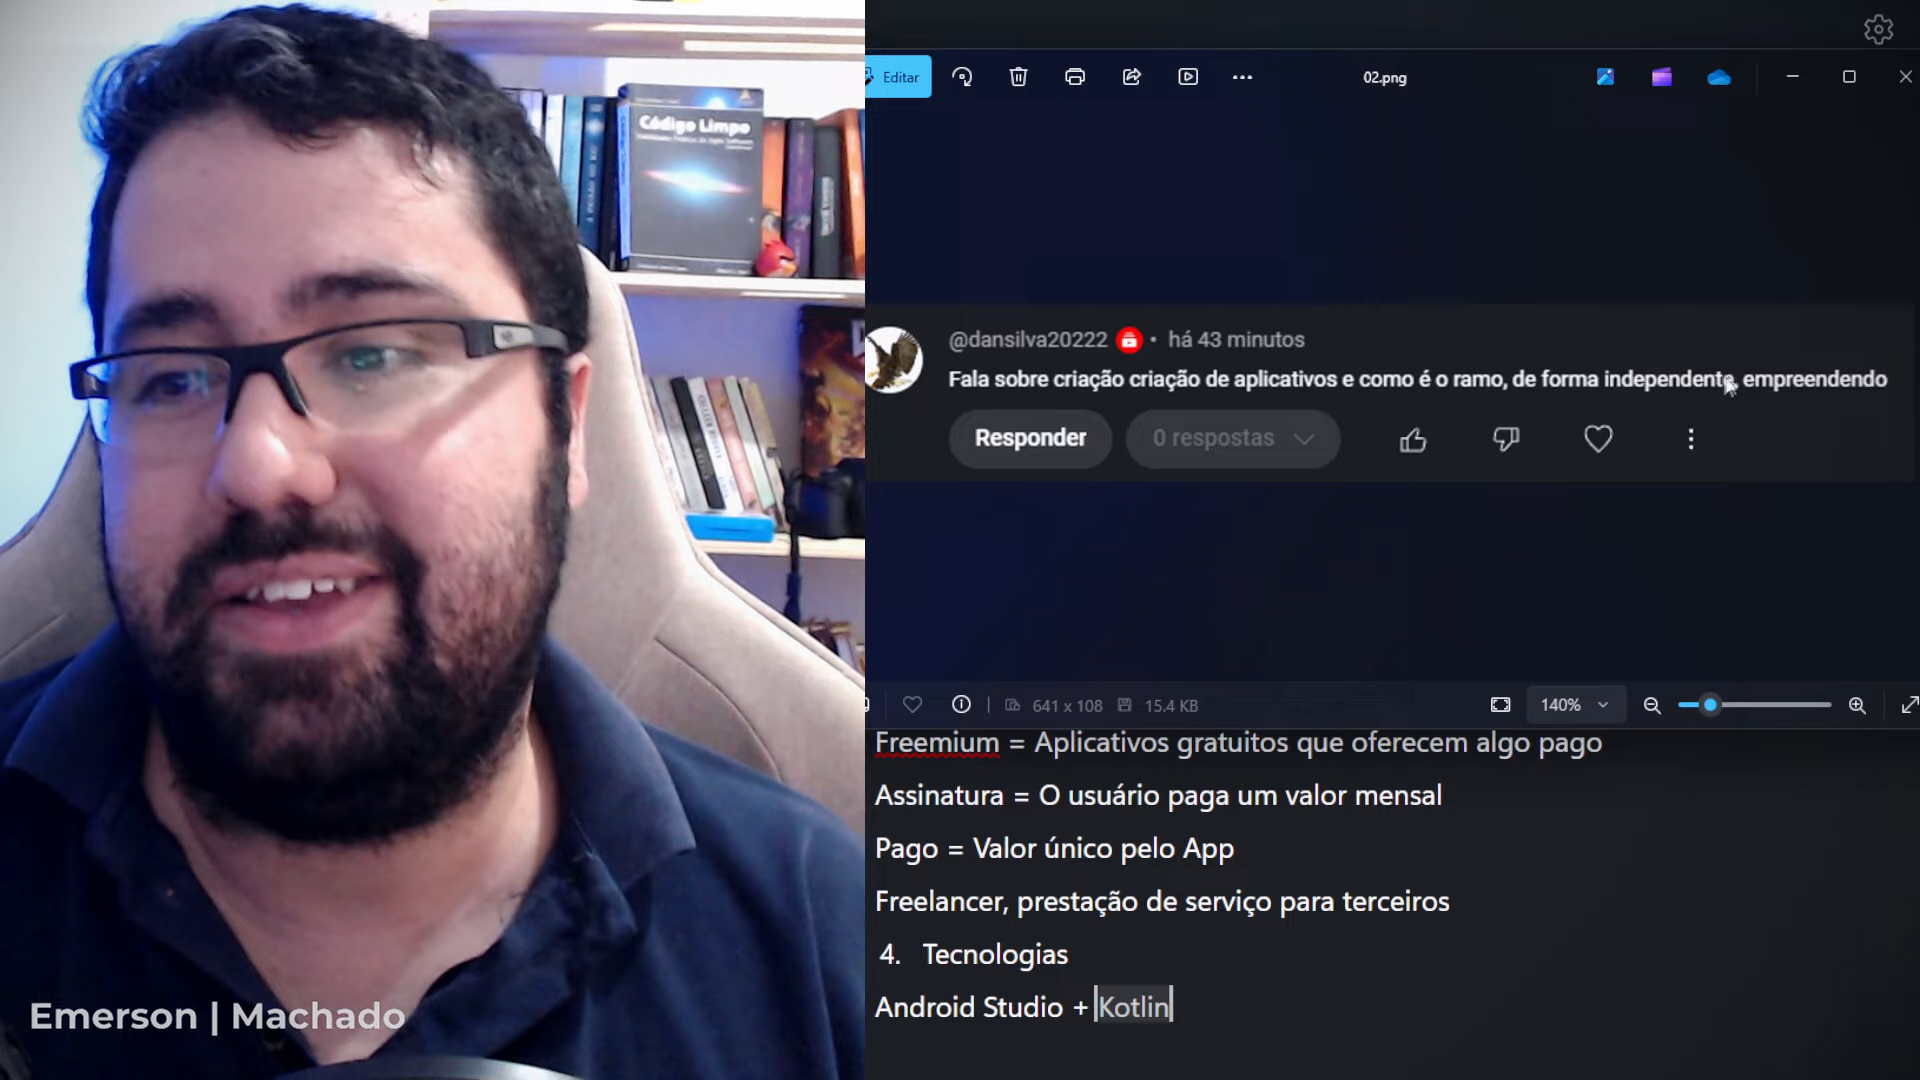 Código Limpo
Editar
02.png
@dansilva20222 • há 43 minutos
Fala sobre criação criação de aplicativos e como é o ramo, de forma independente, empreendendo
Responder
0 respostas
641 x 108
15.4 KB
140%
Freemium = Aplicativos gratuitos que oferecem algo pago
Assinatura = O usuário paga um valor mensal
Pago = Valor único pelo App
Freelancer, prestação de serviço para terceiros
4. Tecnologias
Android Studio + Kotlin
Emerson | Machado